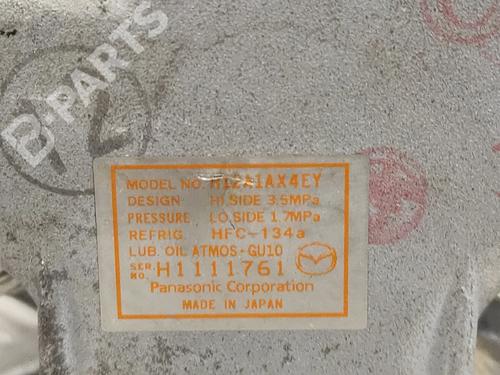 B-PARTS
MODEL NO. H12A1AX4EY
DESIGN HI.SIDE 3.5MPa
PRESSURE LO.SIDE 1.7MPa
REFRIG. HFC-134a
LUB. OIL ATMOS-GU10
SER. NO. H1111761
Panasonic Corporation
MADE IN JAPAN